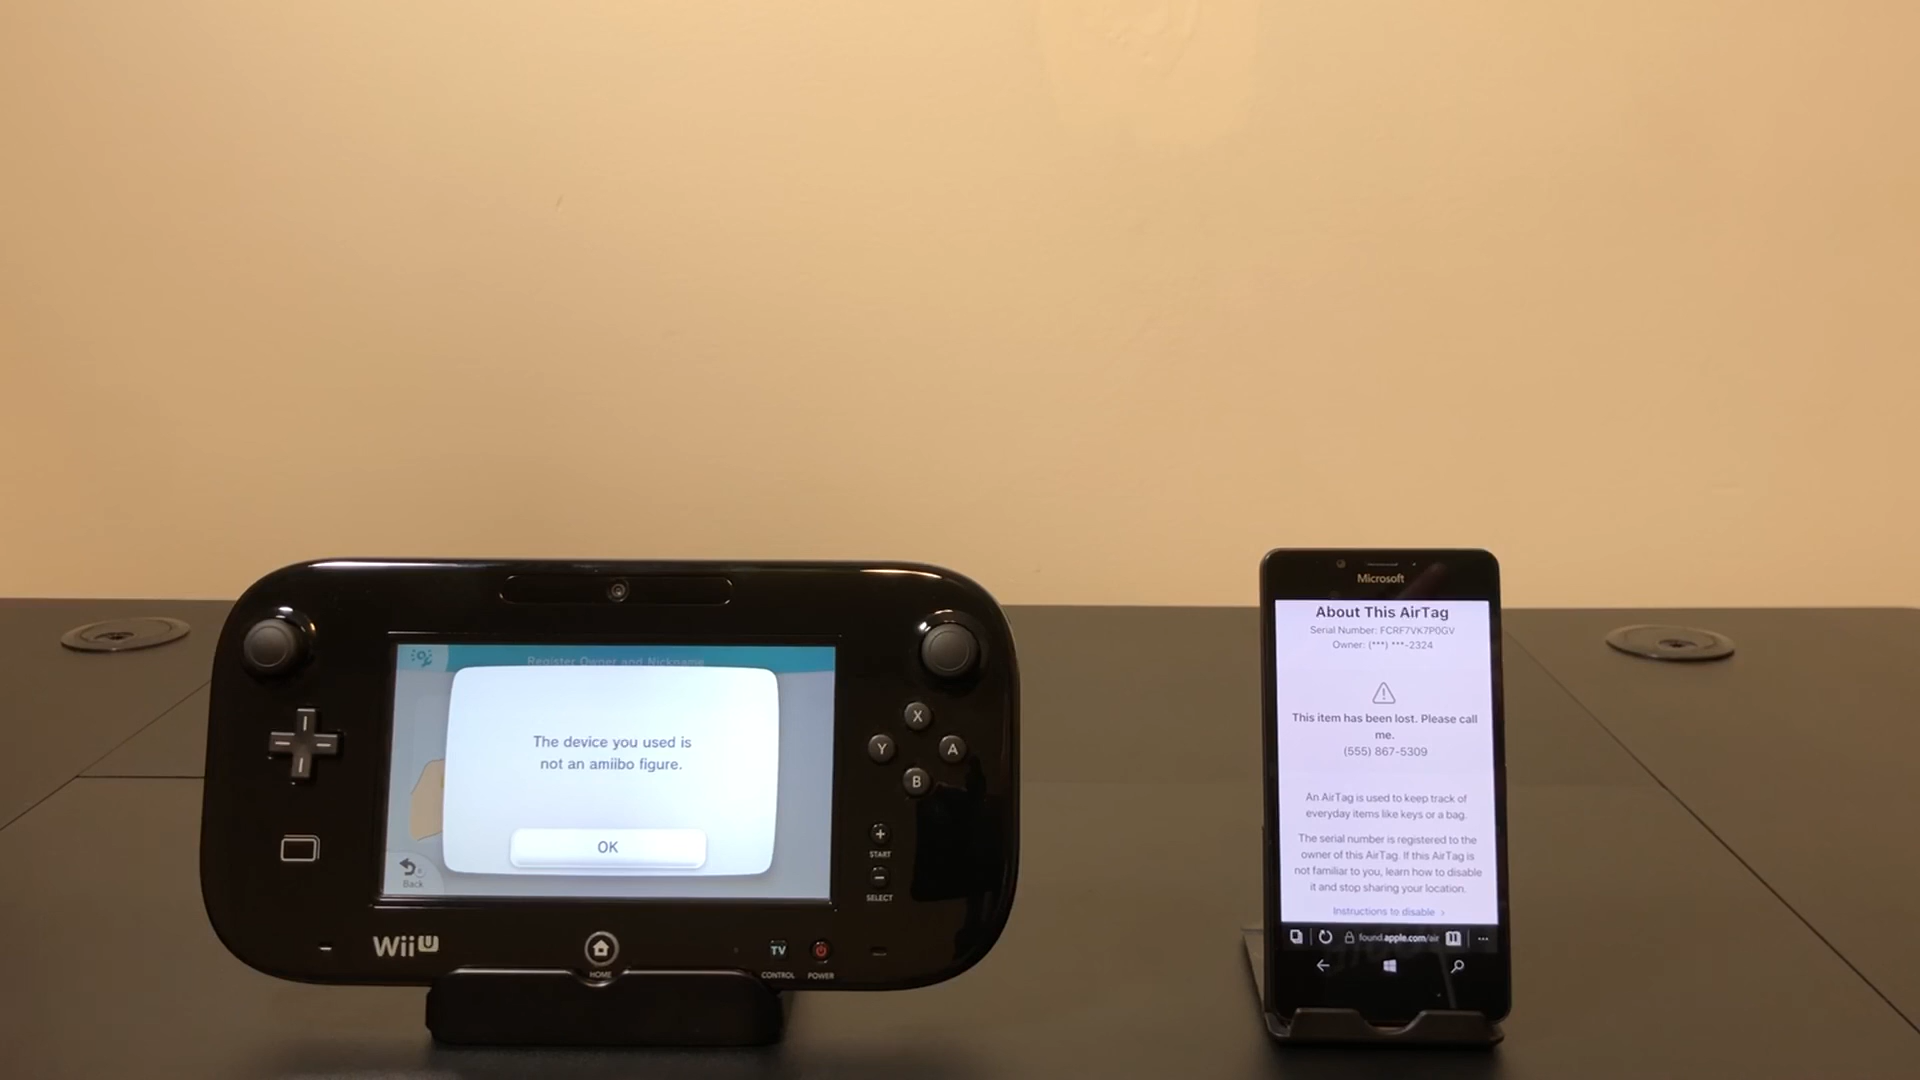 Register Owner and Nickname
The device you used is
not an amiibo figure.
OK
Back
X
Y
A
B
START
SELECT
Wii U
HOME
TV
CONTROL
POWER
Microsoft
About This AirTag
Serial Number: FCRF7VK7P0GV
Owner: (***) ***-2324
This item has been lost. Please call
me.
(555) 867-5309
An AirTag is used to keep track of
everyday items like keys or a bag.
The serial number is registered to the
owner of this AirTag. If this AirTag is
not familiar to you, learn how to disable
it and stop sharing your location.
Instructions to disable >
found.apple.com/air